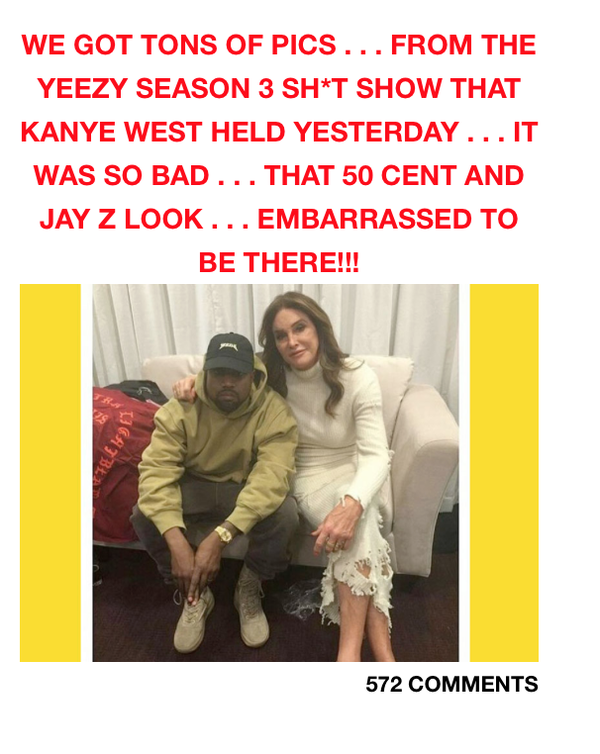 WE GOT TONS OF PICS . . . FROM THE
YEEZY SEASON 3 SH*T SHOW THAT
KANYE WEST HELD YESTERDAY . . . IT
WAS SO BAD . . . THAT 50 CENT AND
JAY Z LOOK . . . EMBARRASSED TO
BE THERE!!!
572 COMMENTS